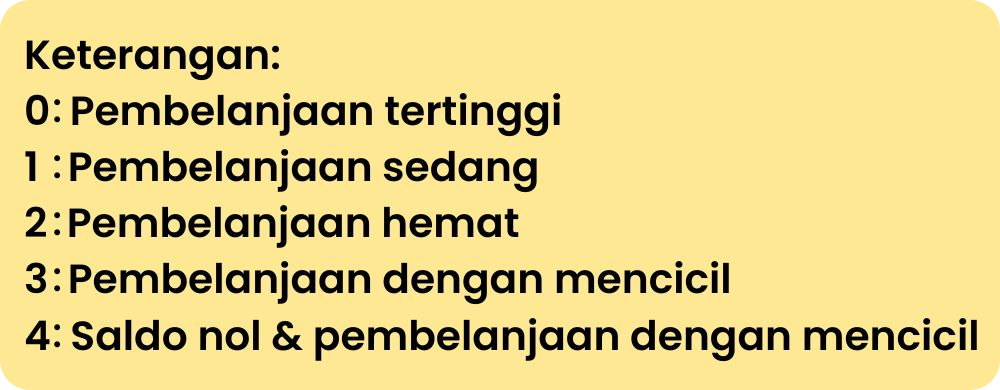 Keterangan:
0: Pembelanjaan tertinggi
1 : Pembelanjaan sedang
2: Pembelanjaan hemat
3: Pembelanjaan dengan mencicil
4: Saldo nol & pembelanjaan dengan mencicil